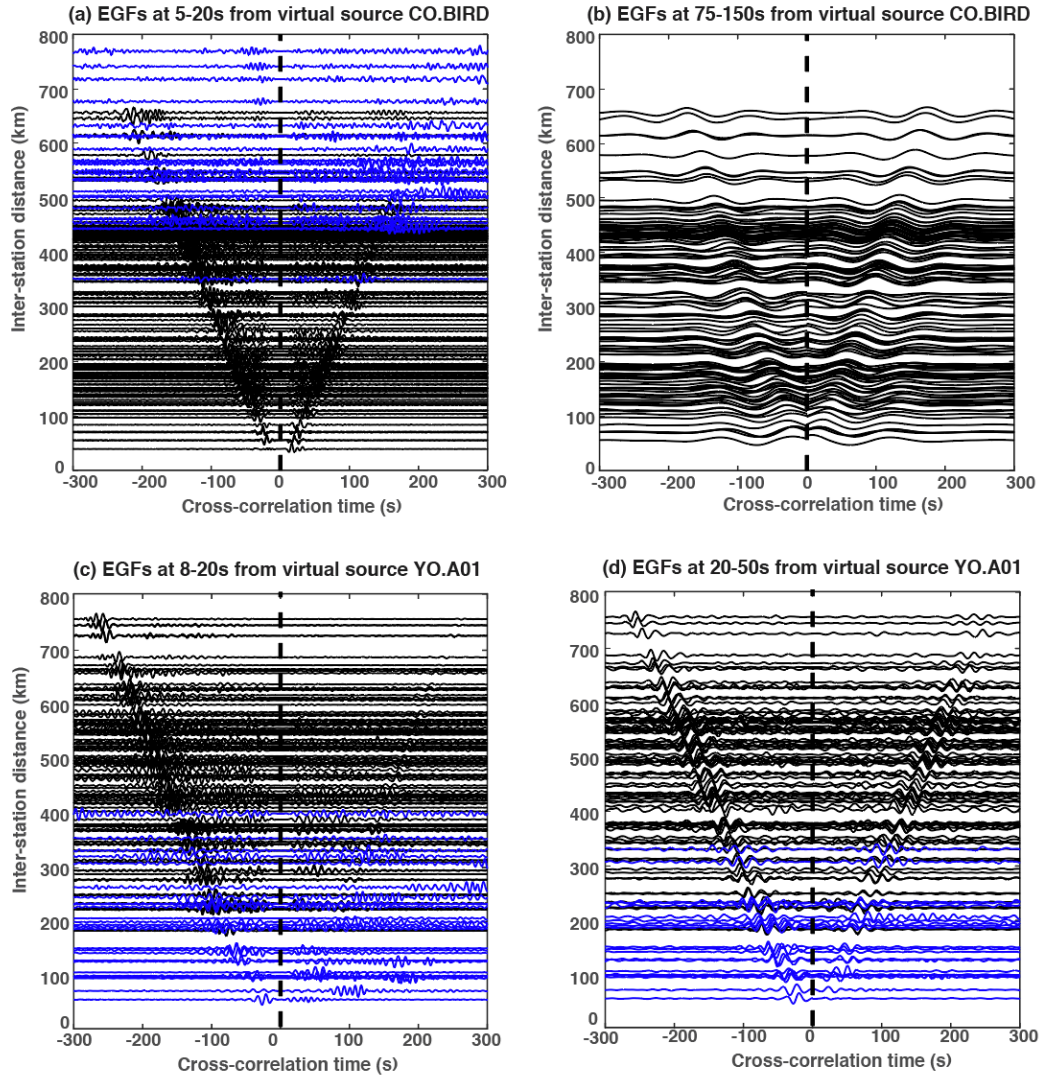 (a) EGFs at 5-20s from virtual source CO.BIRD
(b) EGFs at 75-150s from virtual source CO.BIRD
800
700
600
500
400
300
200
100
0
Inter-station distance (km)
-300 -200 -100 0 100 200 300
Cross-correlation time (s)
800
700
600
500
400
300
200
100
0
Inter-station distance (km)
-300 -200 -100 0 100 200 300
Cross-correlation time (s)
(c) EGFs at 8-20s from virtual source YO.A01
(d) EGFs at 20-50s from virtual source YO.A01
800
700
600
500
400
300
200
100
0
Inter-station distance (km)
-300 -200 -100 0 100 200 300
Cross-correlation time (s)
800
700
600
500
400
300
200
100
0
Inter-station distance (km)
-300 -200 -100 0 100 200 300
Cross-correlation time (s)